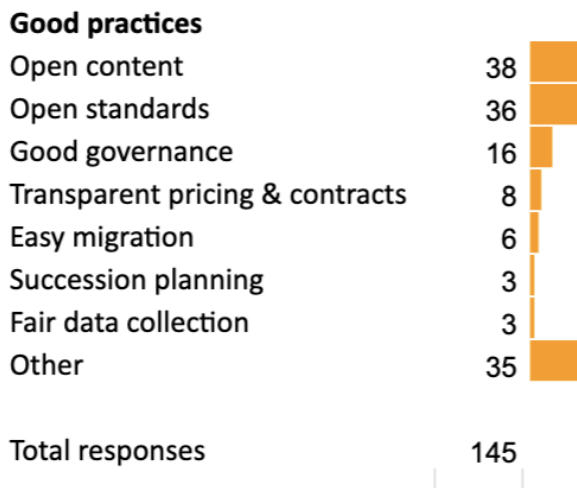 Good practices
Open content 38
Open standards 36
Good governance 16
Transparent pricing & contracts 8
Easy migration 6
Succession planning 3
Fair data collection 3
Other 35
Total responses 145